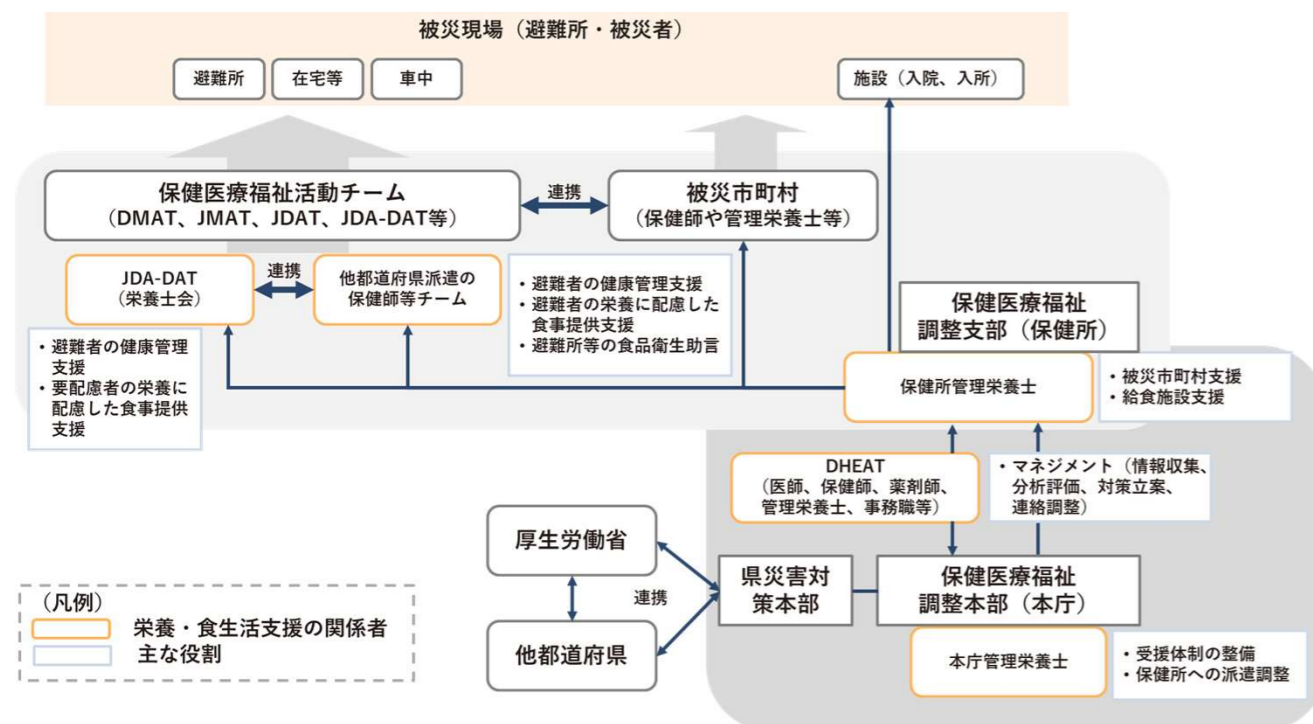 被災現場（避難所・被災者）
避難所
在宅等
車中
施設（入院、入所）
保健医療福祉活動チーム
（DMAT、JMAT、JDAT、JDA-DAT等）
連携
被災市町村
（保健師や管理栄養士等）
JDA-DAT
（栄養士会）
連携
他都道府県派遣の
保健師等チーム
・避難者の健康管理支援
・避難者の栄養に配慮した
食事提供支援
・避難所等の食品衛生助言
・避難者の健康管理
支援
・要配慮者の栄養に
配慮した食事提供
支援
保健医療福祉
調整支部（保健所）
保健所管理栄養士
・被災市町村支援
・給食施設支援
DHEAT
（医師、保健師、薬剤師、
管理栄養士、事務職等）
・マネジメント（情報収集、
分析評価、対策立案、
連絡調整）
厚生労働省
連携
他都道府県
県災害対
策本部
保健医療福祉
調整本部（本庁）
本庁管理栄養士
・受援体制の整備
・保健所への派遣調整
（凡例）
栄養・食生活支援の関係者
主な役割